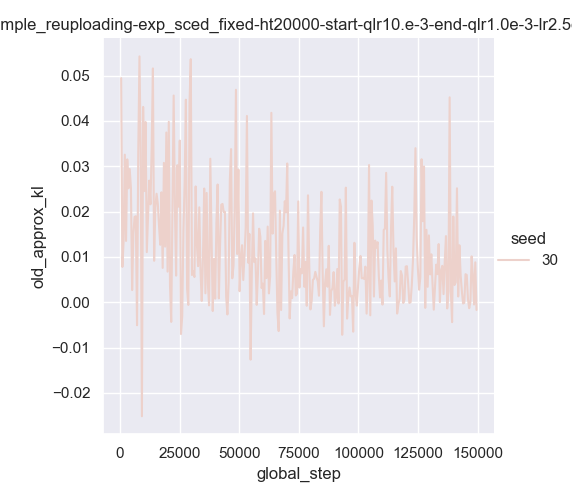 mple_reuploading-exp_sced_fixed-ht20000-start-qlr10.e-3-end-qlr1.0e-3-lr2.5
old_approx_kl
0.05
0.04
0.03
0.02
0.01
0.00
−0.01
−0.02
0 25000 50000 75000 100000 125000 150000
global_step
seed
30